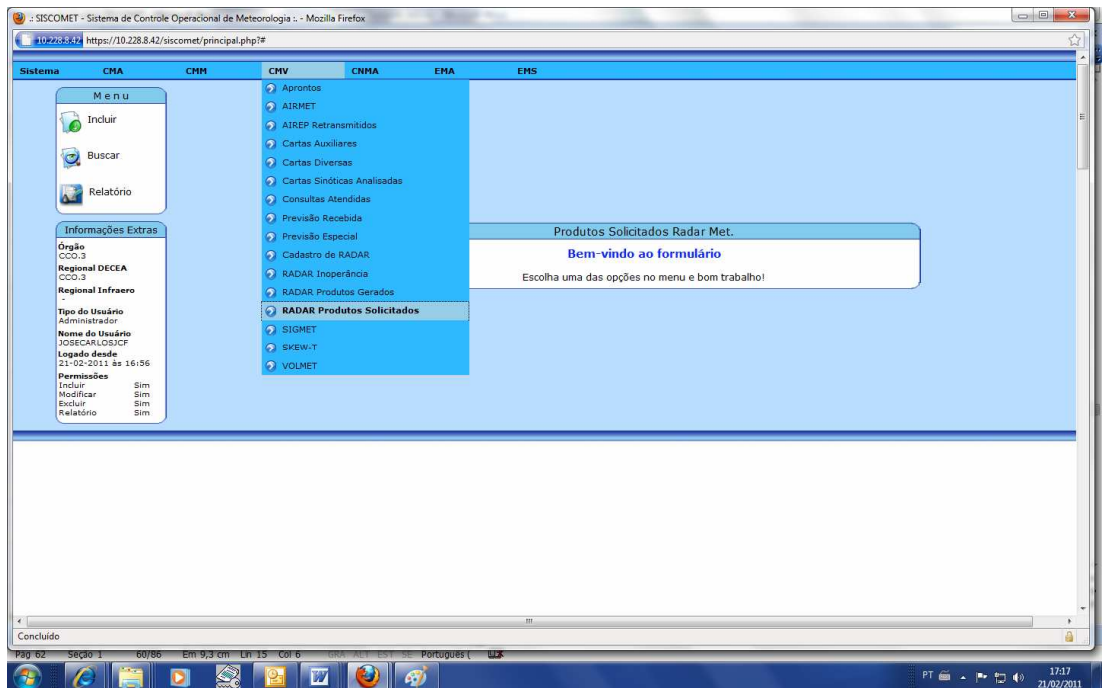 .: SISCOMET - Sistema de Controle Operacional de Meteorologia :. - Mozilla Firefox
10.228.8.42 https://10.228.8.42/siscomet/principal.php?#
Sistema CMA CMM CMV CNMA EMA EMS
Menu
Incluir
Buscar
Relatório
Informações Extras
Órgão
CCO.3
Regional DECEA
CCO.3
Regional Infraero
-
Tipo do Usuário
Administrador
Nome do Usuário
JOSECARLOSJCF
Logado desde
21-02-2011 às 16:56
Permissões
Incluir Sim
Modificar Sim
Excluir Sim
Relatório Sim
Aprontos
AIRMET
AIREP Retransmitidos
Cartas Auxiliares
Cartas Diversas
Cartas Sinóticas Analisadas
Consultas Atendidas
Previsão Recebida
Previsão Especial
Cadastro de RADAR
RADAR Inoperância
RADAR Produtos Gerados
RADAR Produtos Solicitados
SIGMET
SKEW-T
VOLMET
Produtos Solicitados Radar Met.
Bem-vindo ao formulário
Escolha uma das opções no menu e bom trabalho!
Concluído
Pág 62 Seção 1 60/86 Em 9,3 cm Lin 15 Col 6 GRA ALT EST SE Português (
PT 17:17
21/02/2011